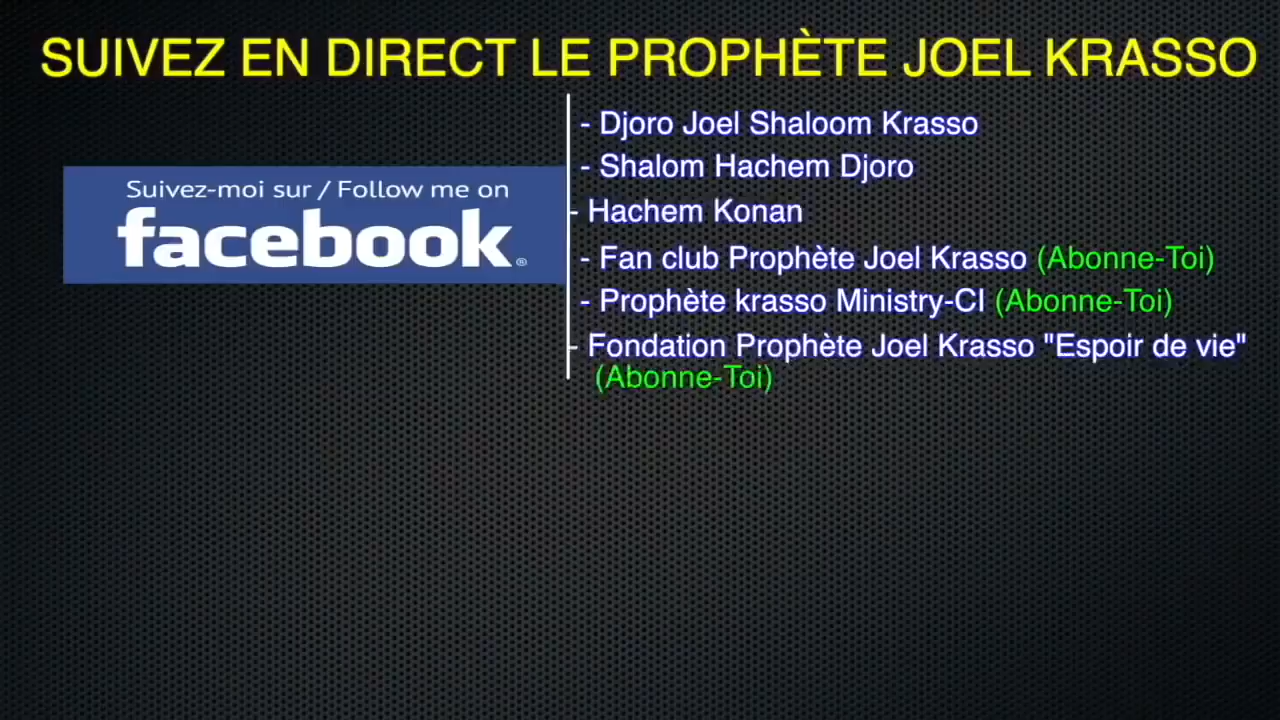 SUIVEZ EN DIRECT LE PROPHÈTE JOEL KRASSO
Suivez-moi sur / Follow me on
facebook®
- Djoro Joel Shaloom Krasso
- Shalom Hachem Djoro
- Hachem Konan
- Fan club Prophète Joel Krasso (Abonne-Toi)
- Prophète krasso Ministry-CI (Abonne-Toi)
- Fondation Prophète Joel Krasso "Espoir de vie"
(Abonne-Toi)